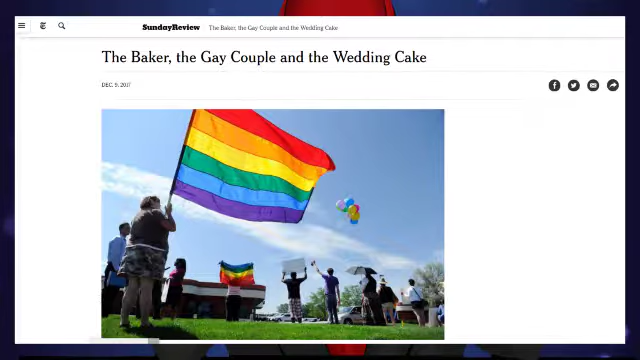 SundayReview The Baker, the Gay Couple and the Wedding Cake
The Baker, the Gay Couple and the Wedding Cake
DEC. 9, 2017